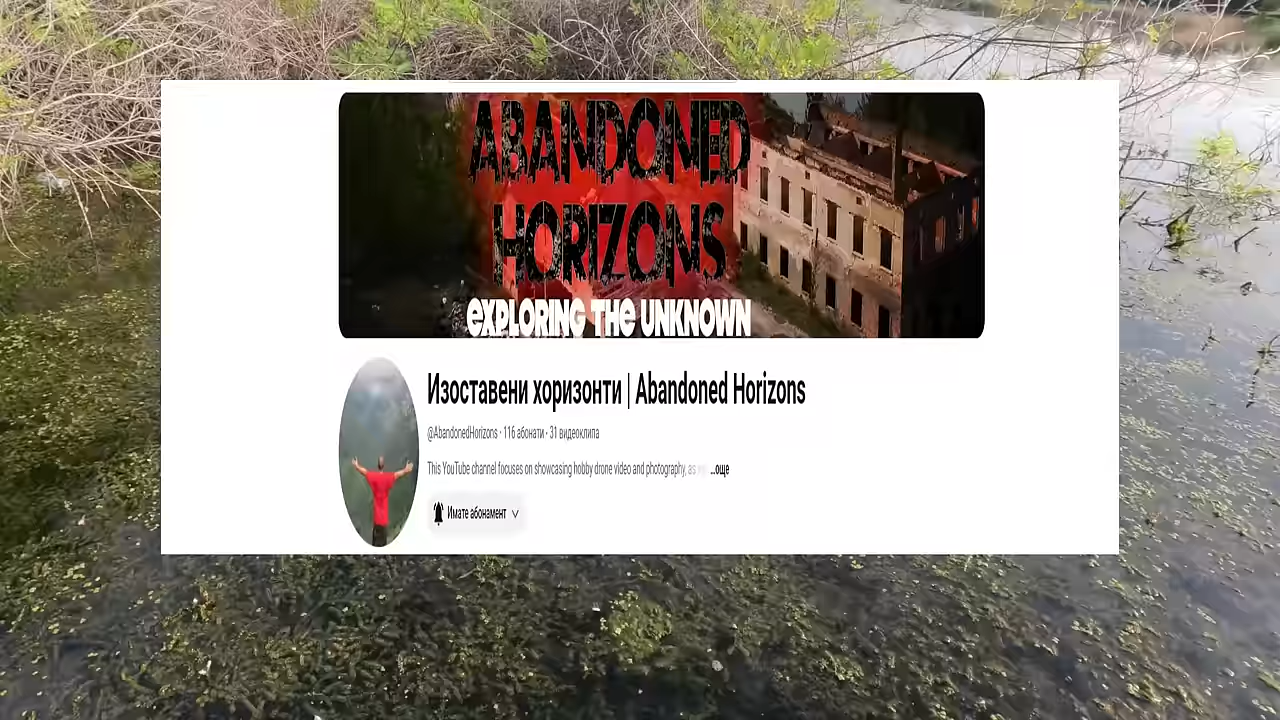 ABANDONED
HORIZONS
EXPLORING THE UNKNOWN
Изоставени хоризонти | Abandoned Horizons
@AbandonedHorizons · 116 абонати · 31 видеоклипа
This YouTube channel focuses on showcasing hobby drone video and photography, as ...още
Имате абонамент